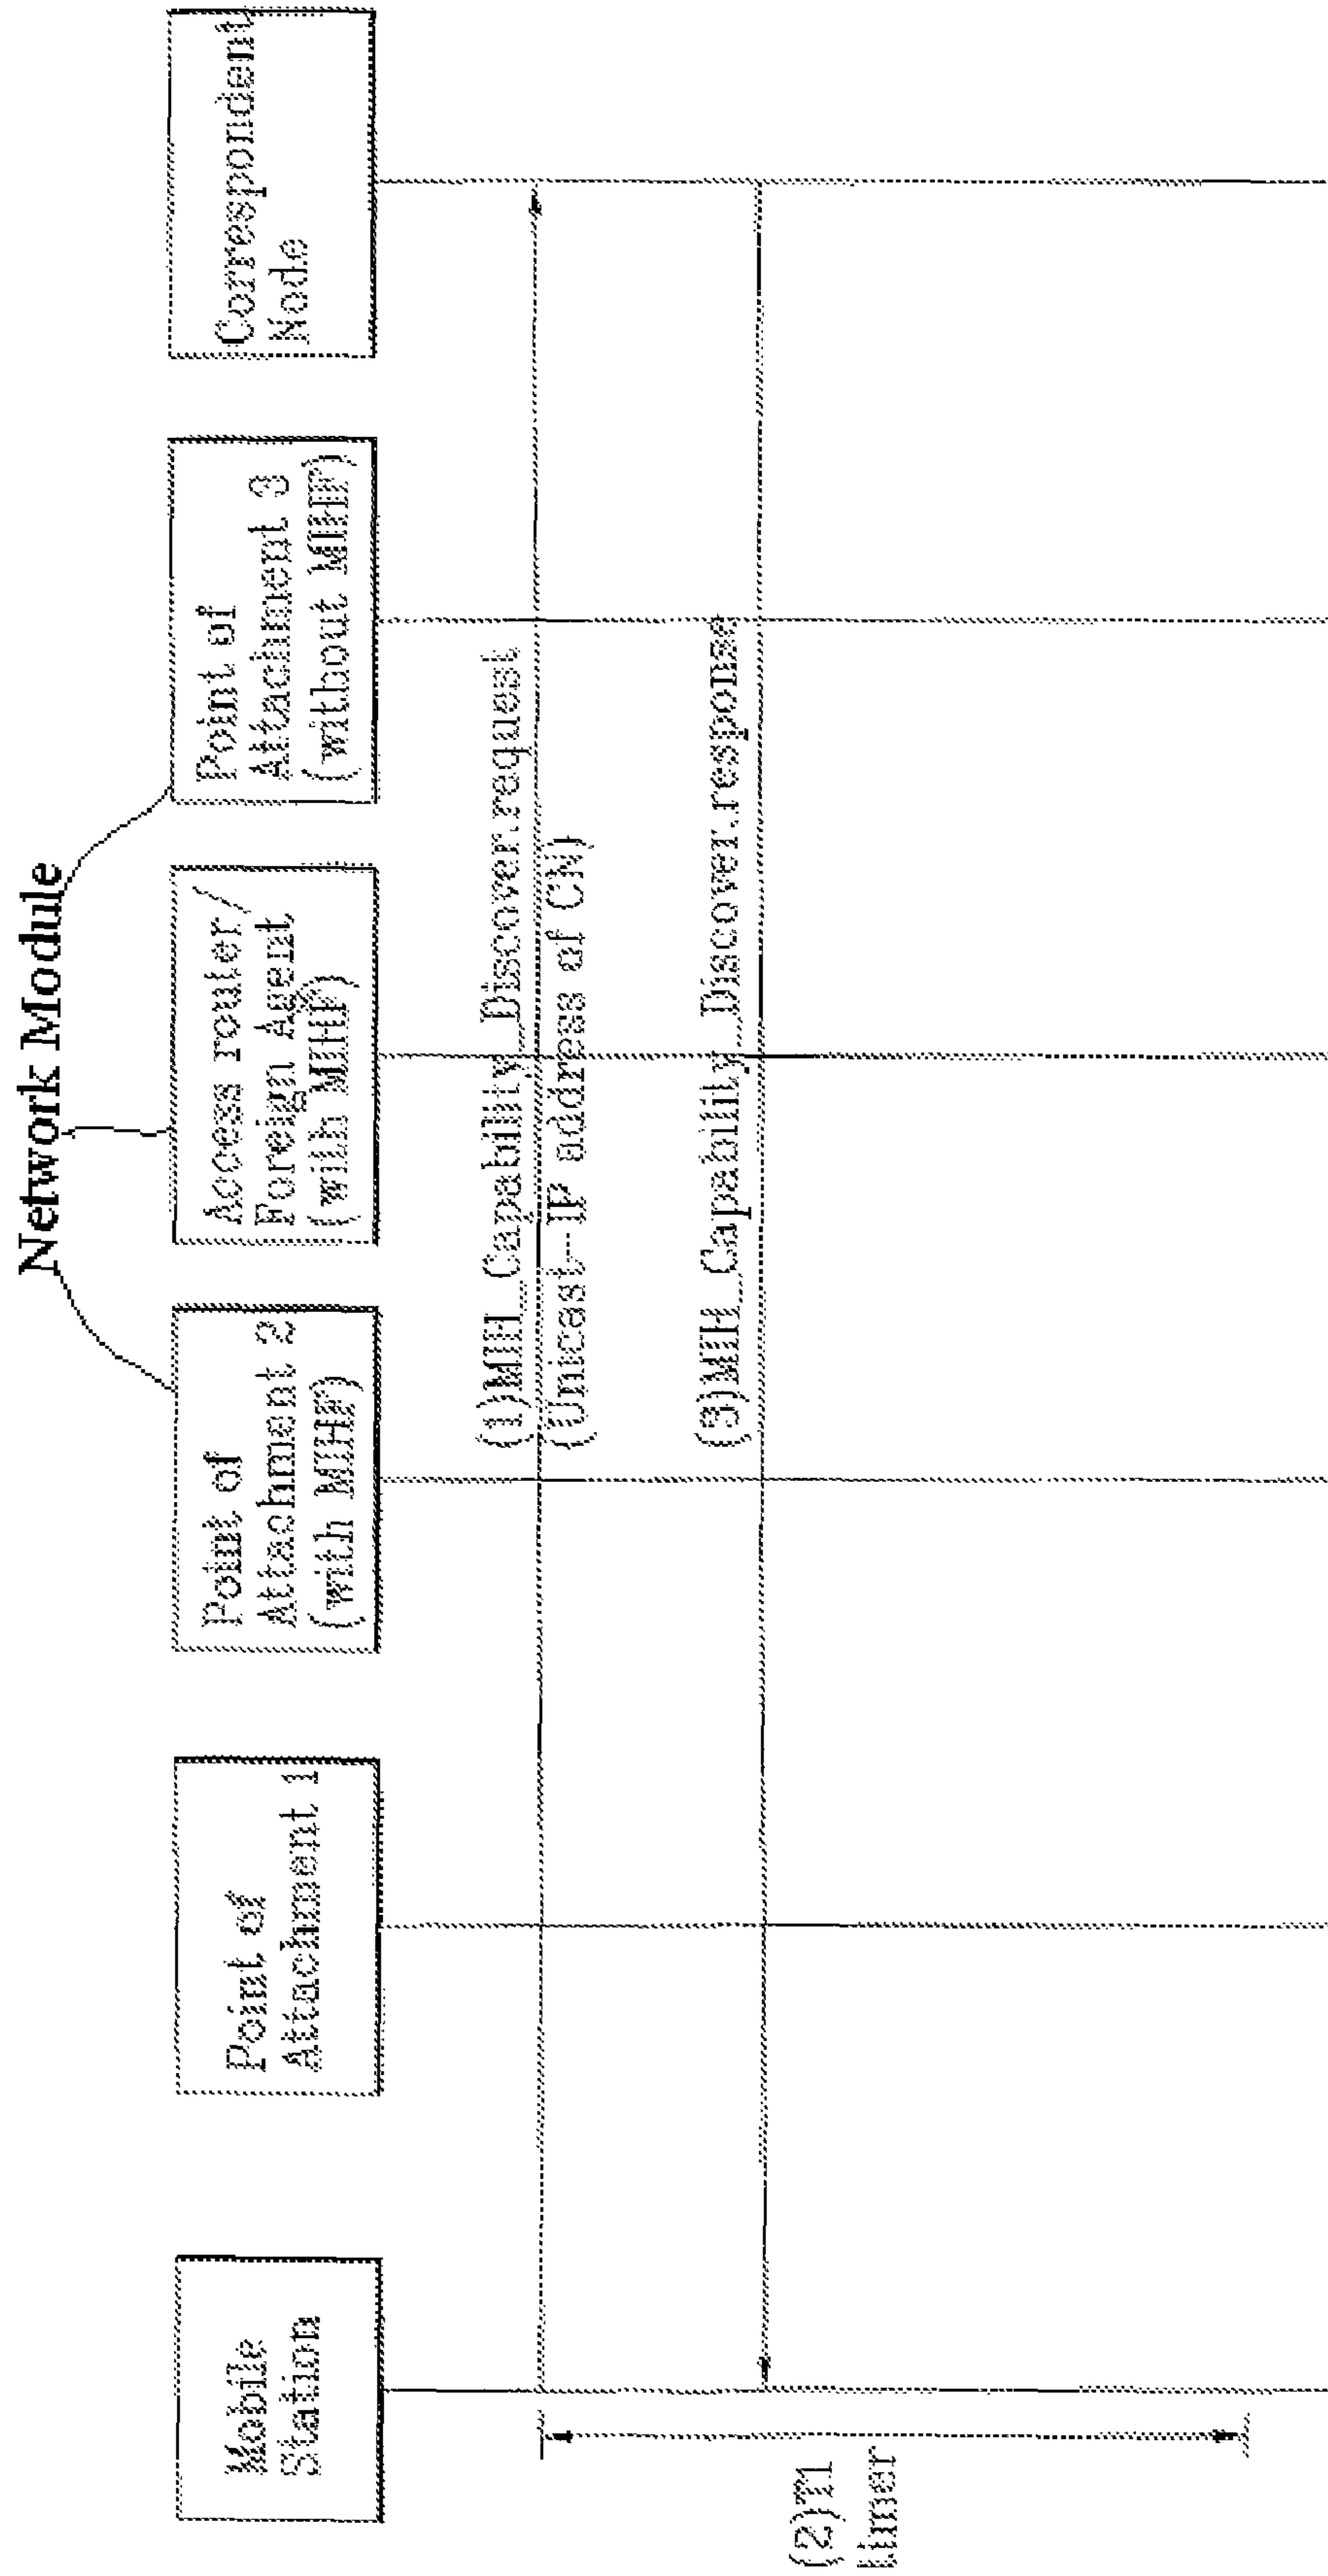 Network Module
Mobile
Station
Point of
Attachment 1
Point of
Attachment 2
(with MIHF)
Access router/
Foreign Agent
(with MIHF)
Point of
Attachment 3
(without MIHF)
Correspondent
Node
(1)MIH_Capability_Discover.request
(Unicast-IP address of CN)
(2)T1
timer
(3)MIH_Capability_Discover.response